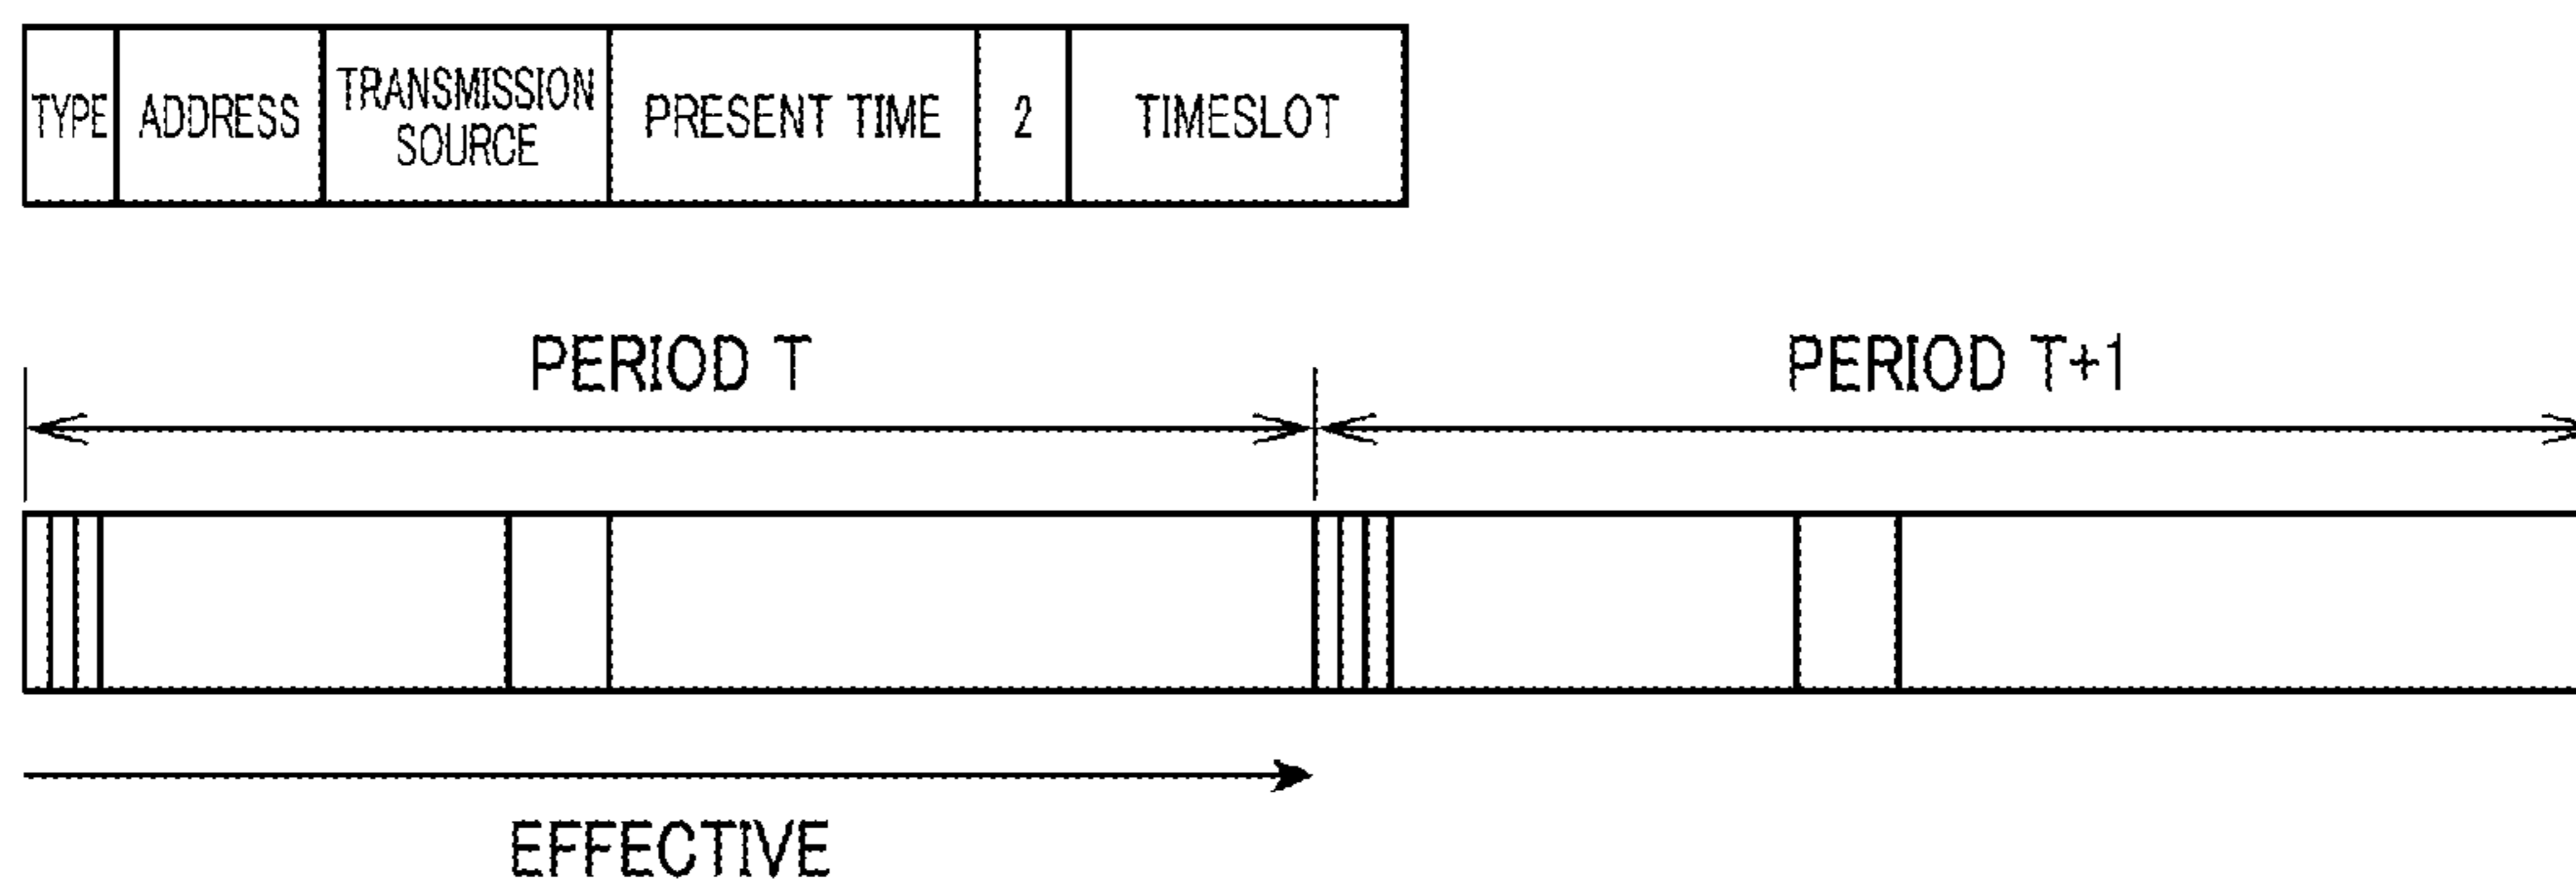 TYPE ADDRESS TRANSMISSION SOURCE PRESENT TIME 2 TIMESLOT
PERIOD T PERIOD T+1
EFFECTIVE